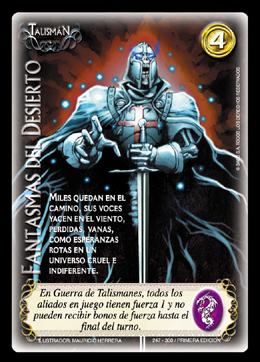 TALISMÁN
4
FANTASMAS DEL DESIERTO
MILES QUEDAN EN EL
CAMINO, SUS VOCES
YACEN EN EL VIENTO,
PERDIDAS, VANAS,
COMO ESPERANZAS
ROTAS EN UN
UNIVERSO CRUEL E
INDIFERENTE.
En Guerra de Talismanes, todos los
aliados en juego tienen fuerza 1 y no
pueden recibir bonos de fuerza hasta el
final del turno.
ILUSTRADOR: MAURICIO HERRERA
247 - 300 / PRIMERA EDICIÓN